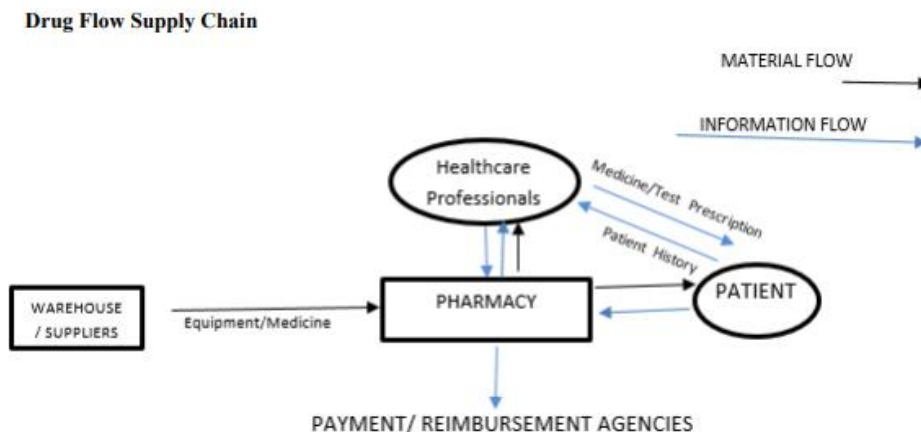 Drug Flow Supply Chain
MATERIAL FLOW
INFORMATION FLOW
Healthcare
Professionals
Medicine/Test Prescription
Patient History
PATIENT
PHARMACY
WAREHOUSE
/ SUPPLIERS
Equipment/Medicine
PAYMENT/ REIMBURSEMENT AGENCIES